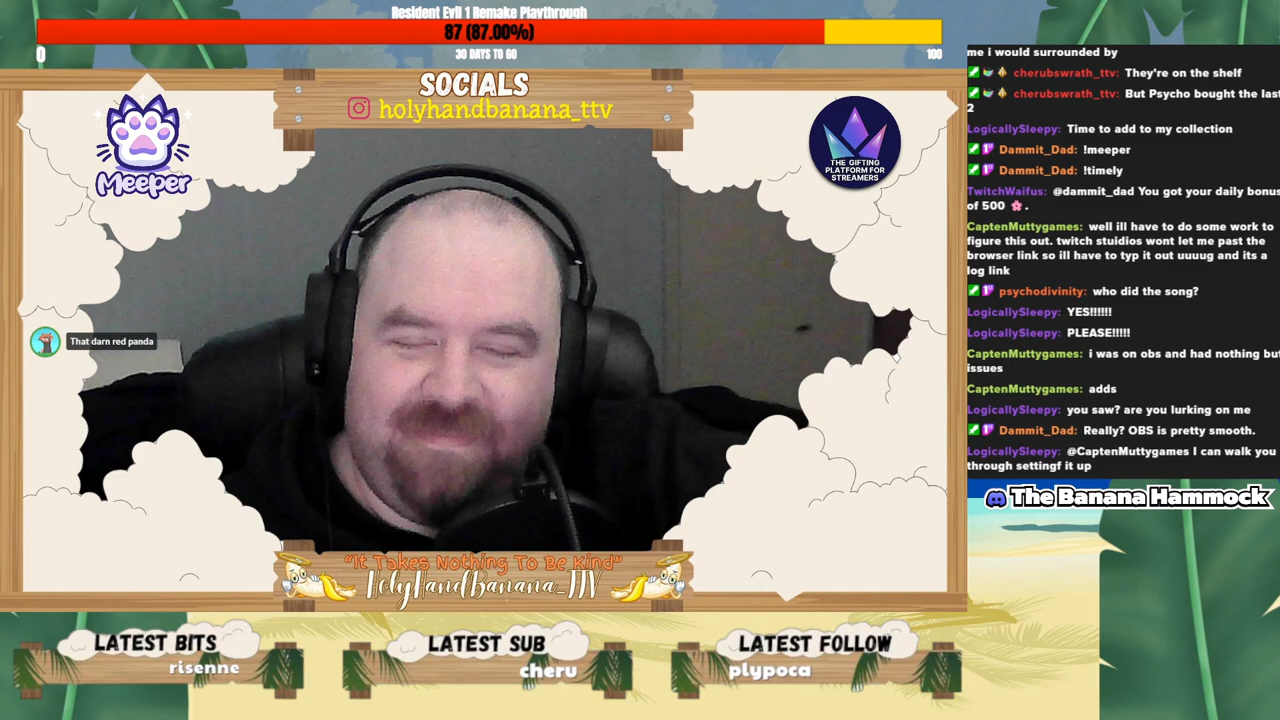 Resident Evil 1 Remake Playthrough
87 (87.00%)
0
30 DAYS TO GO
100
SOCIALS
holyhandbanana_ttv
Meeper
THE GIFTING
PLATFORM FOR
STREAMERS
That darn red panda
"It Takes Nothing To Be Kind"
HolyHandBanana_TTV
LATEST BITS
risenne
LATEST SUB
cheru
LATEST FOLLOW
plypoca
me i would surrounded by
cherubswrath_ttv: They're on the shelf
cherubswrath_ttv: But Psycho bought the last
2
LogicallySleepy: Time to add to my collection
Dammit_Dad: !meeper
Dammit_Dad: !timely
TwitchWaifus: @dammit_dad You got your daily bonus
of 500 🌸.
CaptenMuttygames: well ill have to do some work to
figure this out. twitch stuidios wont let me past the
browser link so ill have to typ it out uuuug and its a
log link
psychodivinity: who did the song?
LogicallySleepy: YES!!!!!!
LogicallySleepy: PLEASE!!!!!
CaptenMuttygames: i was on obs and had nothing but
issues
CaptenMuttygames: adds
LogicallySleepy: you saw? are you lurking on me
Dammit_Dad: Really? OBS is pretty smooth.
LogicallySleepy: @CaptenMuttygames I can walk you
through settingf it up
The Banana Hammock